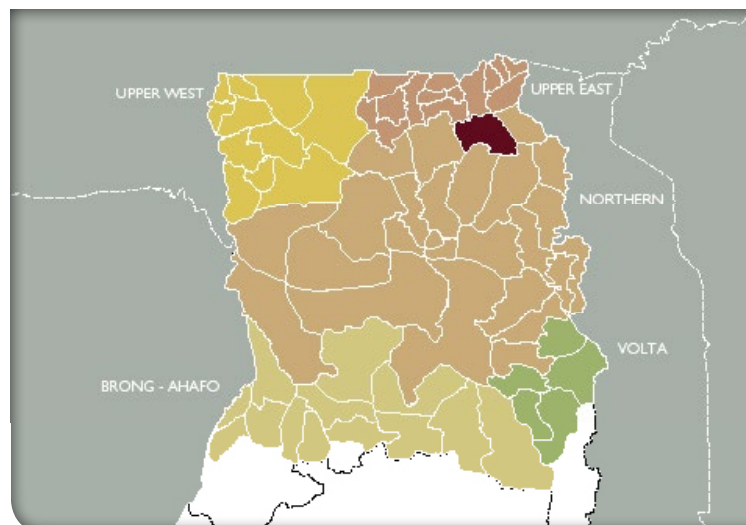 UPPER WEST
UPPER EAST
NORTHERN
VOLTA
BRONG - AHAFO